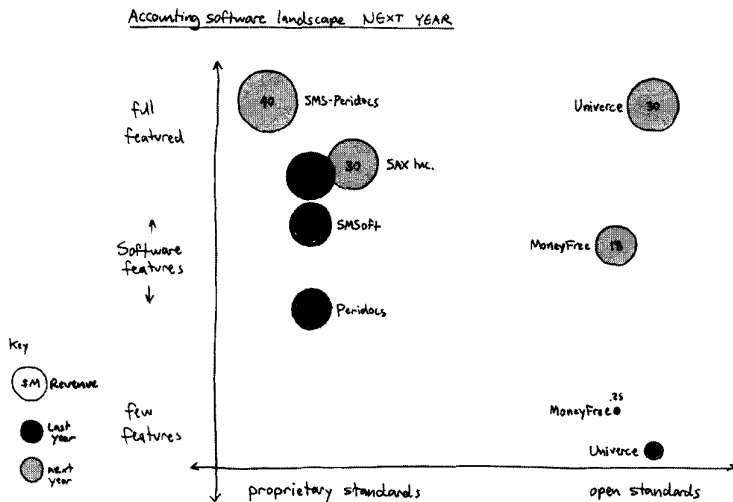 Accounting software landscape NEXT YEAR
full
featured
40
SMS-Peridocs
Univerce
30
30
SAX Inc.
SMSoft
Software
features
MoneyFree
18
Peridocs
Key
$M Revenue
Last
year
next
year
few
features
.25
MoneyFree
Univerce
proprietary standards
open standards